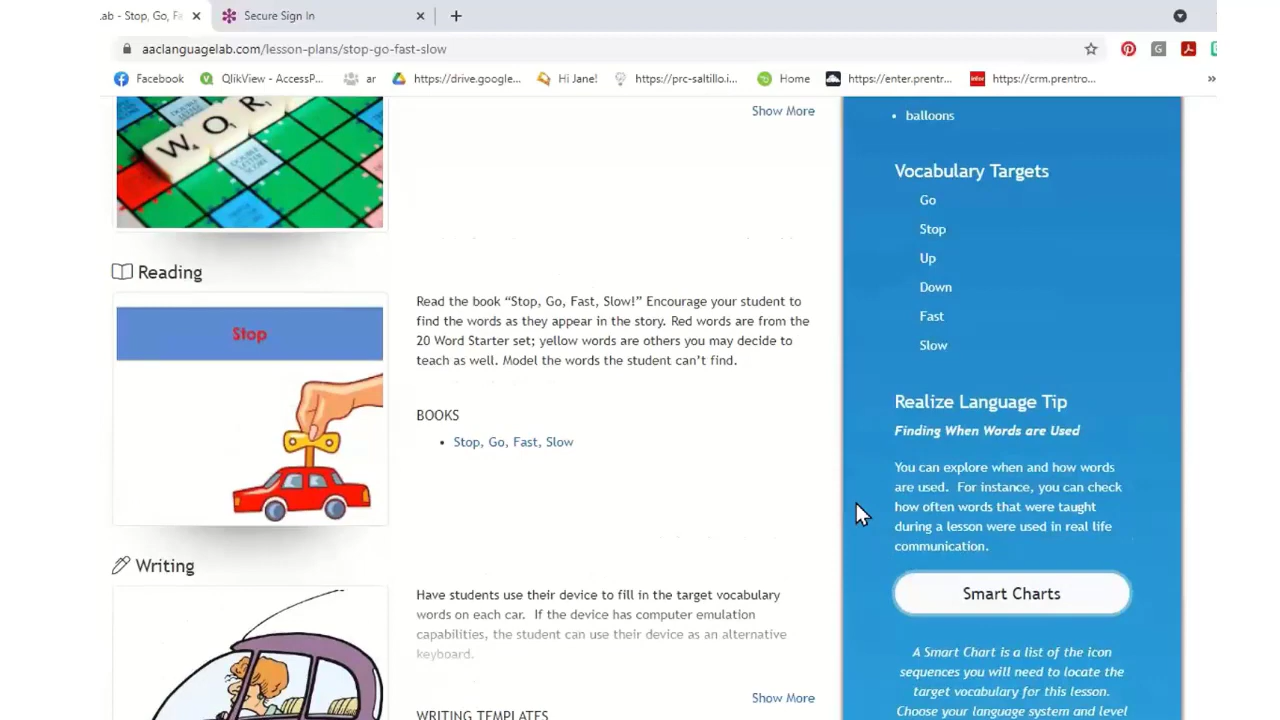 .ab - Stop, Go, Fa
Secure Sign In
aaclanguagelab.com/lesson-plans/stop-go-fast-slow
Facebook
QlikView - AccessP...
ar
https://drive.google...
Hi Jane!
https://prc-saltillo.i...
Home
https://enter.prentr...
https://crm.prentro...
»
WOR
DOUBLE LETTER SCORE
Show More
Reading
Stop
Read the book “Stop, Go, Fast, Slow!” Encourage your student to
find the words as they appear in the story. Red words are from the
20 Word Starter set; yellow words are others you may decide to
teach as well. Model the words the student can’t find.
BOOKS
• Stop, Go, Fast, Slow
Writing
Have students use their device to fill in the target vocabulary
words on each car. If the device has computer emulation
capabilities, the student can use their device as an alternative
keyboard.
Show More
WRITING TEMPLATES
• balloons
Vocabulary Targets
Go
Stop
Up
Down
Fast
Slow
Realize Language Tip
Finding When Words are Used
You can explore when and how words
are used. For instance, you can check
how often words that were taught
during a lesson were used in real life
communication.
Smart Charts
A Smart Chart is a list of the icon
sequences you will need to locate the
target vocabulary for this lesson.
Choose your language system and level